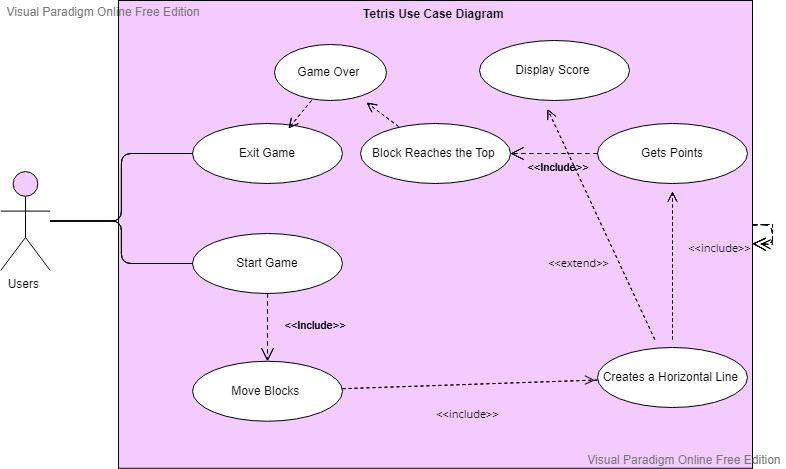 Visual Paradigm Online Free Edition
Tetris Use Case Diagram
Game Over
Display Score
Exit Game
Block Reaches the Top
Gets Points
<<Include>>
Users
Start Game
<<include>>
<<extend>>
<<Include>>
Move Blocks
Creates a Horizontal Line
<<include>>
Visual Paradigm Online Free Edition